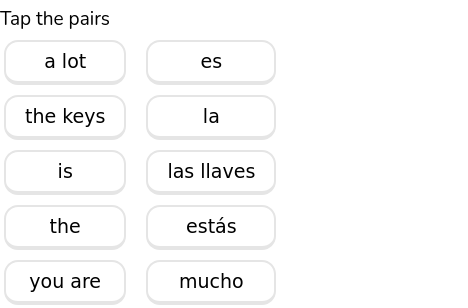 Tap the pairs
a lot es
the keys la
is las llaves
the estás
you are mucho